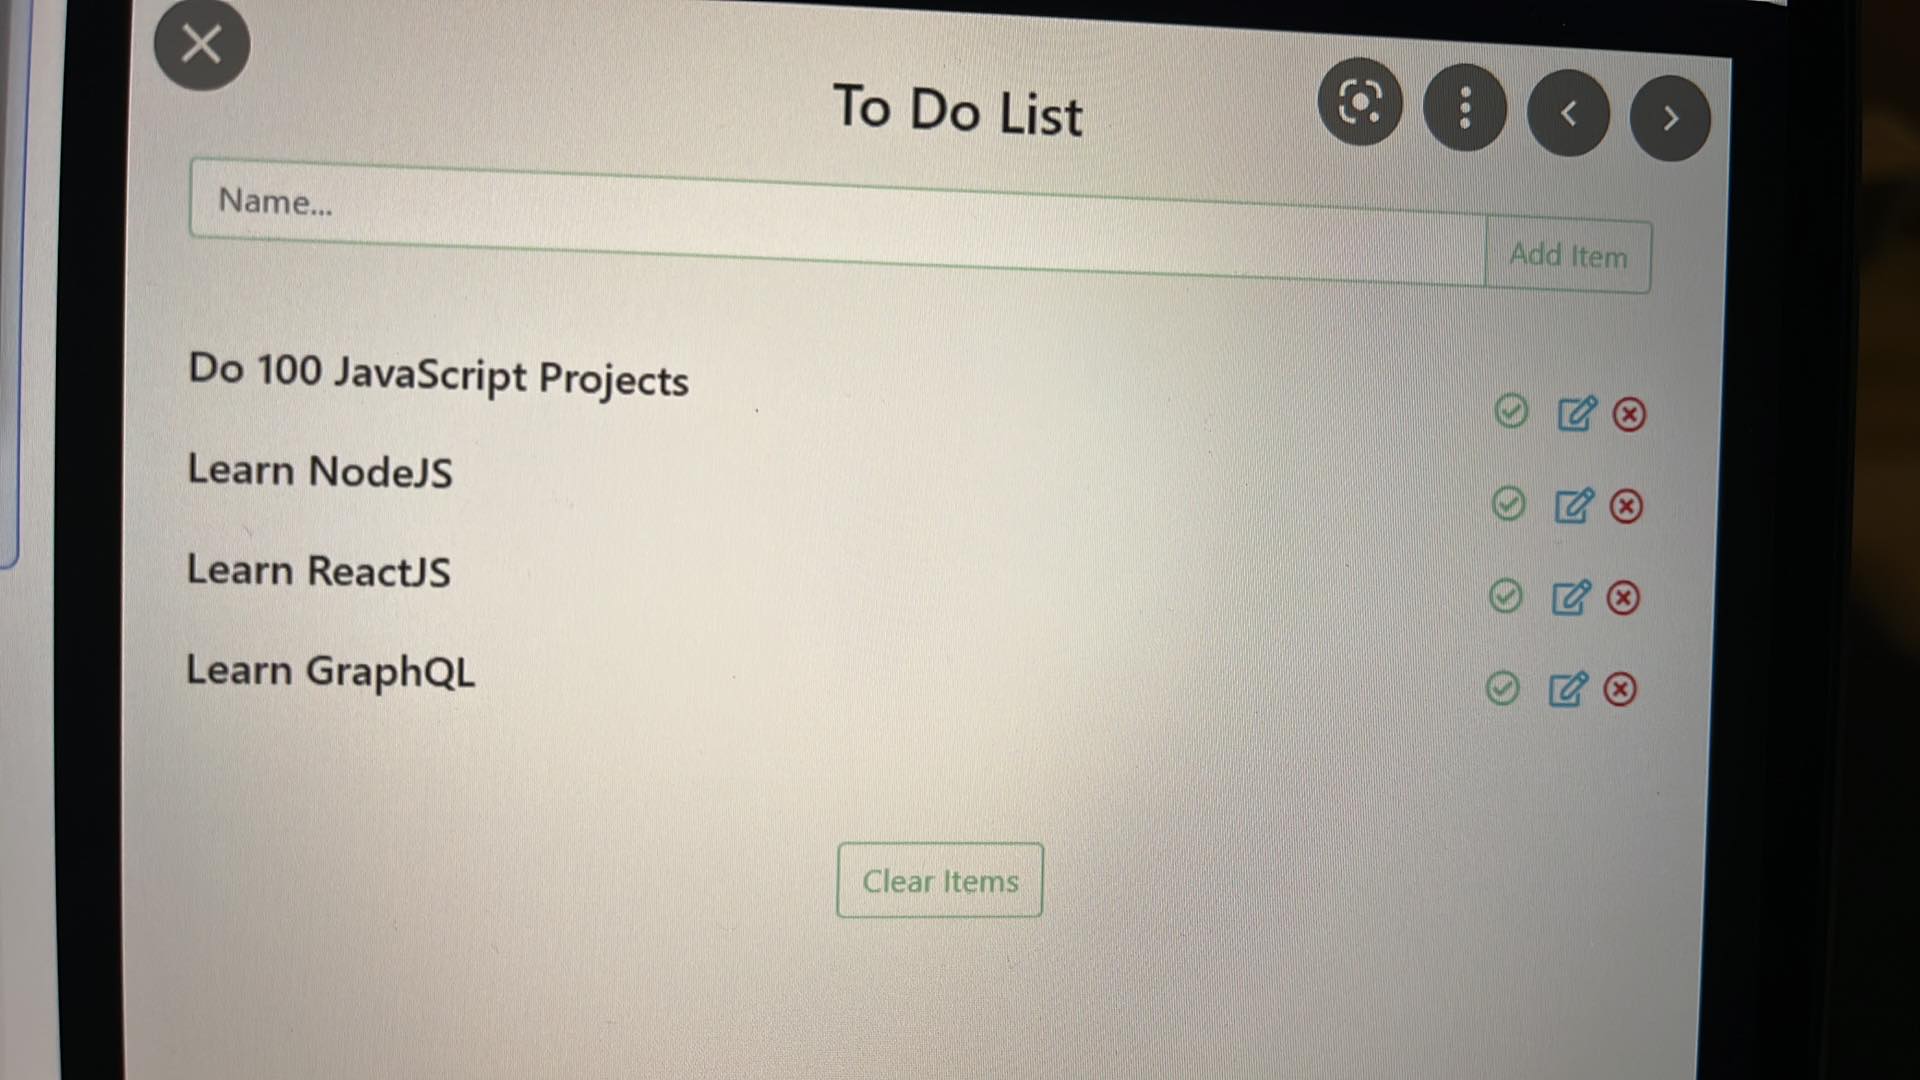 To Do List
Name...
Add Item
Do 100 JavaScript Projects
Learn NodeJS
Learn ReactJS
Learn GraphQL
Clear Items